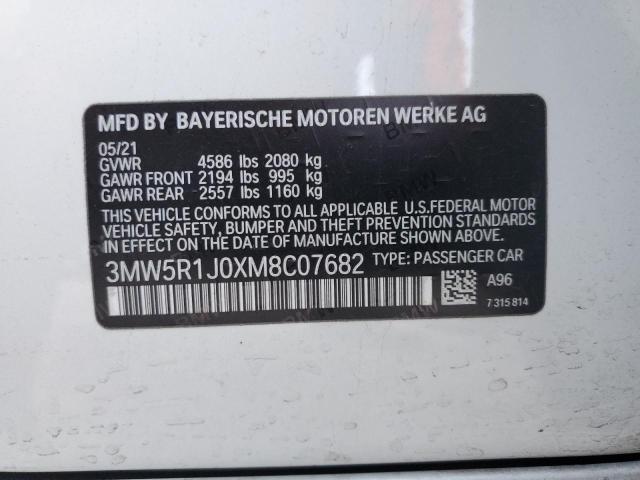 MFD BY BAYERISCHE MOTOREN WERKE AG
05/21
GVWR 4586 lbs 2080 kg
GAWR FRONT 2194 lbs 995 kg
GAWR REAR 2557 lbs 1160 kg
THIS VEHICLE CONFORMS TO ALL APPLICABLE U.S.FEDERAL MOTOR
VEHICLE SAFETY, BUMPER, AND THEFT PREVENTION STANDARDS
IN EFFECT ON THE DATE OF MANUFACTURE SHOWN ABOVE.
3MW5R1J0XM8C07682 TYPE: PASSENGER CAR
A96
7 315 814